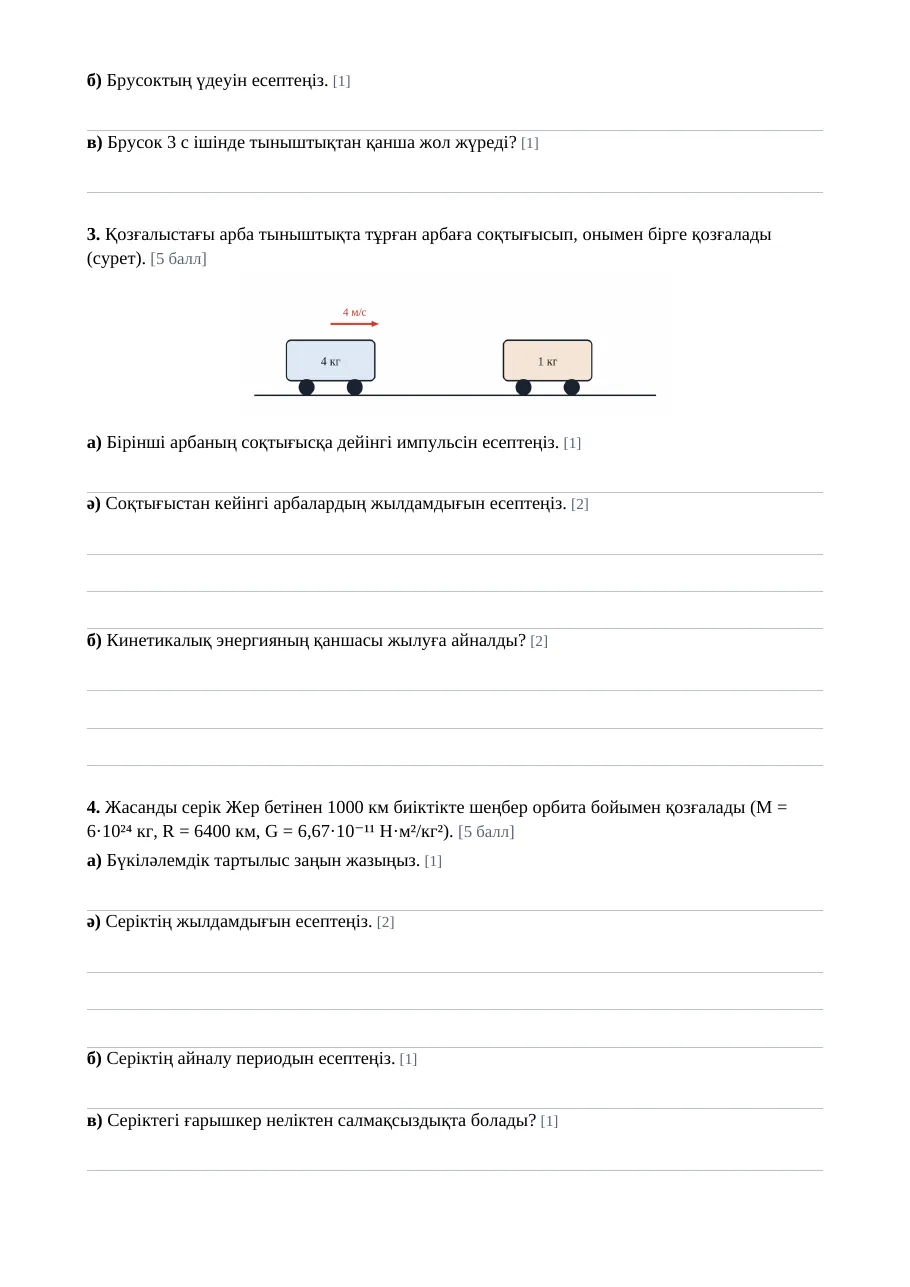 б) Брусоктың үдеуін есептеңіз. [1]
в) Брусок 3 с ішінде тыныштықтан қанша жол жүреді? [1]
3. Қозғалыстағы арба тыныштықта тұрған арбаға соқтығысып, онымен бірге қозғалады
(сурет). [5 балл]
4 м/с
4 кг
1 кг
а) Бірінші арбаның соқтығысқа дейінгі импульсін есептеңіз. [1]
ә) Соқтығыстан кейінгі арбалардың жылдамдығын есептеңіз. [2]
б) Кинетикалық энергияның қаншасы жылуға айналды? [2]
4. Жасанды серік Жер бетінен 1000 км биіктікте шеңбер орбита бойымен қозғалады (M =
6·10²⁴ кг, R = 6400 км, G = 6,67·10⁻¹¹ Н·м²/кг²). [5 балл]
а) Бүкіләлемдік тартылыс заңын жазыңыз. [1]
ә) Серіктің жылдамдығын есептеңіз. [2]
б) Серіктің айналу периодын есептеңіз. [1]
в) Серіктегі ғарышкер неліктен салмақсыздықта болады? [1]